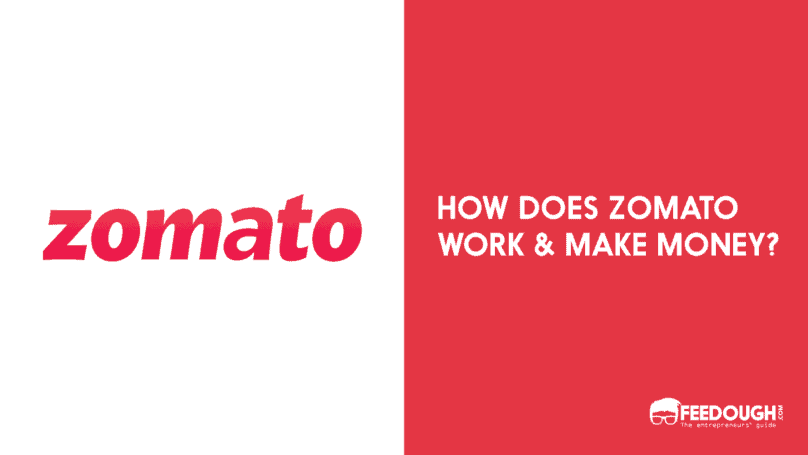 zomato
HOW DOES ZOMATO
WORK & MAKE MONEY?
FEEDOUGH.COM
The entrepreneurs' guide